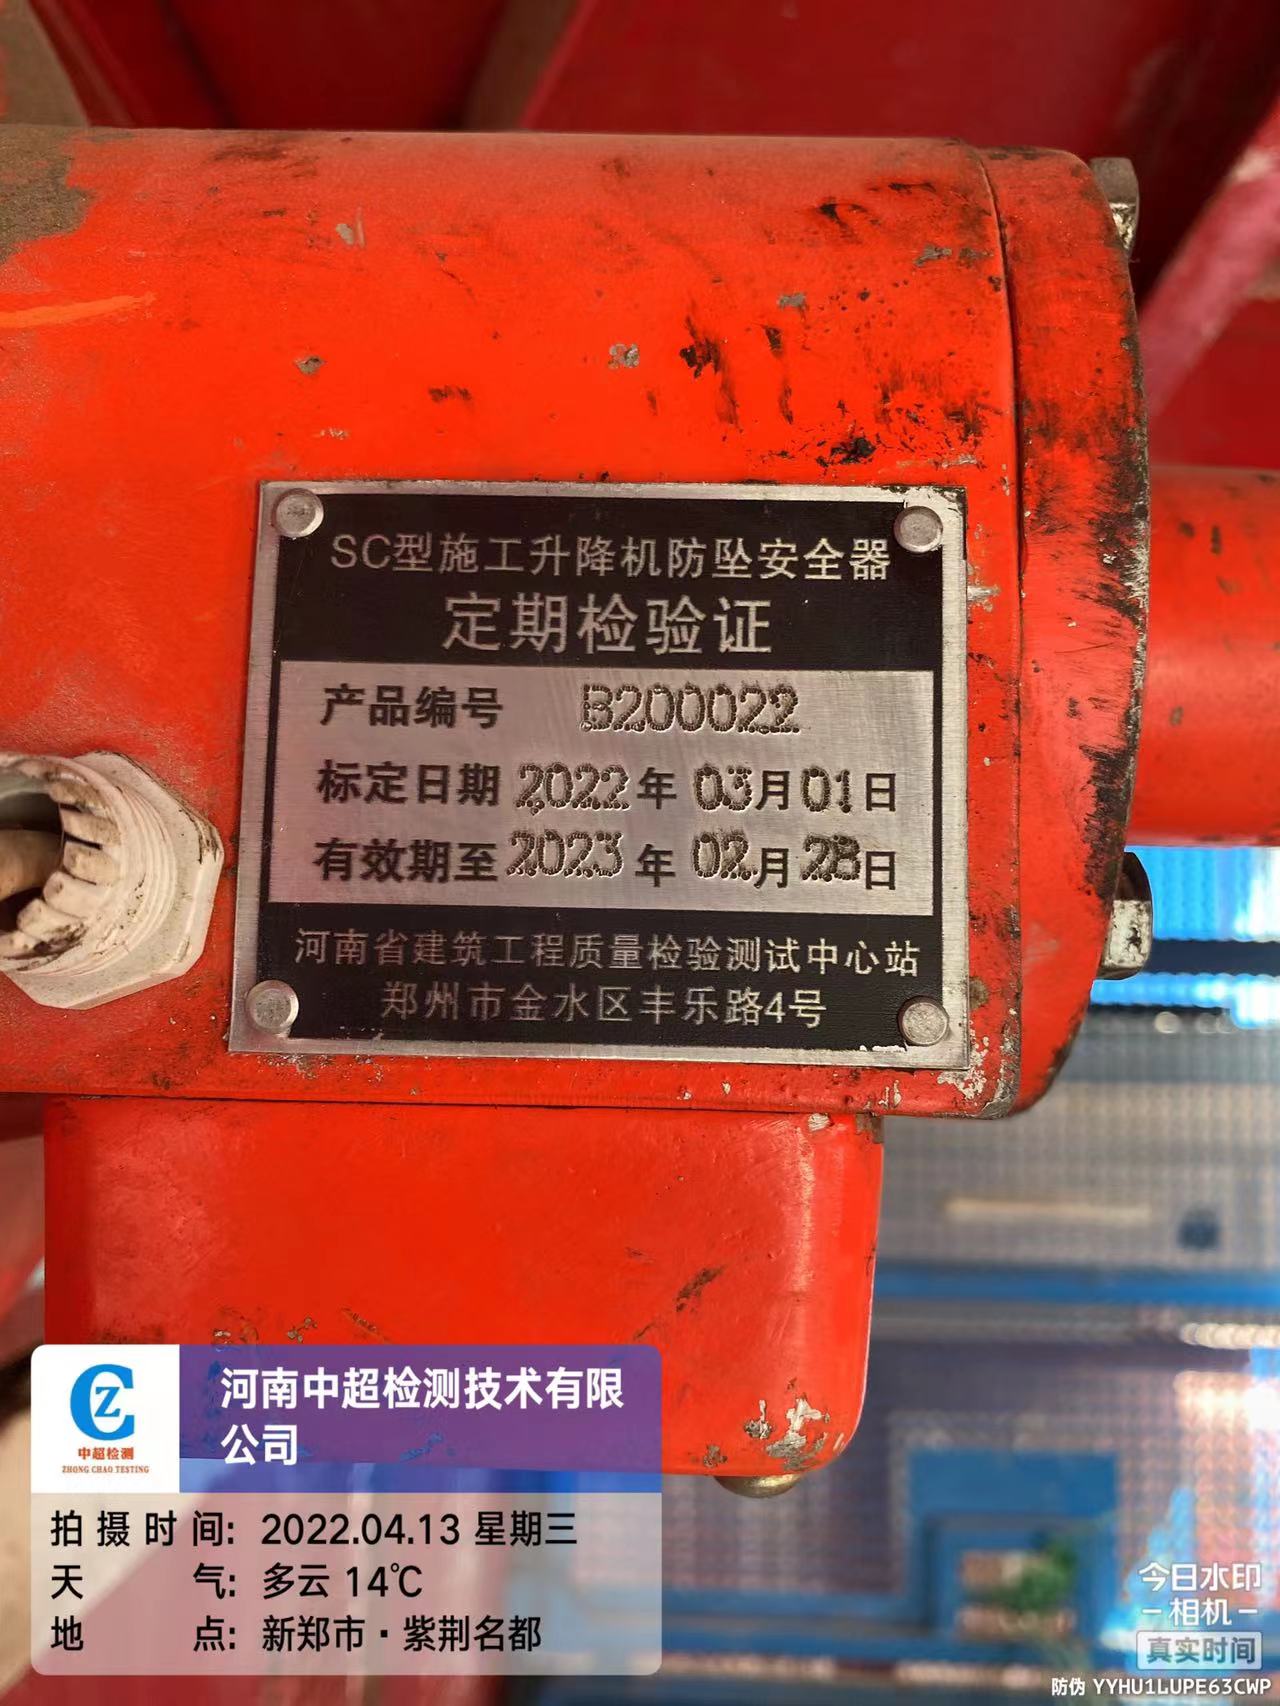 SC型施工升降机防坠安全器
定期检验证
产品编号 B200022
标定日期 2022年 03月01日
有效期至 2023年 02月28日
河南省建筑工程质量检验测试中心站
郑州市金水区丰乐路4号
CZ
中超检测
ZHONG CHAO TESTING
河南中超检测技术有限
公司
拍摄时间: 2022.04.13 星期三
天气: 多云 14℃
地点: 新郑市·紫荆名都
今日水印
相机
真实时间
防伪 YYHU1LUPE63CWP